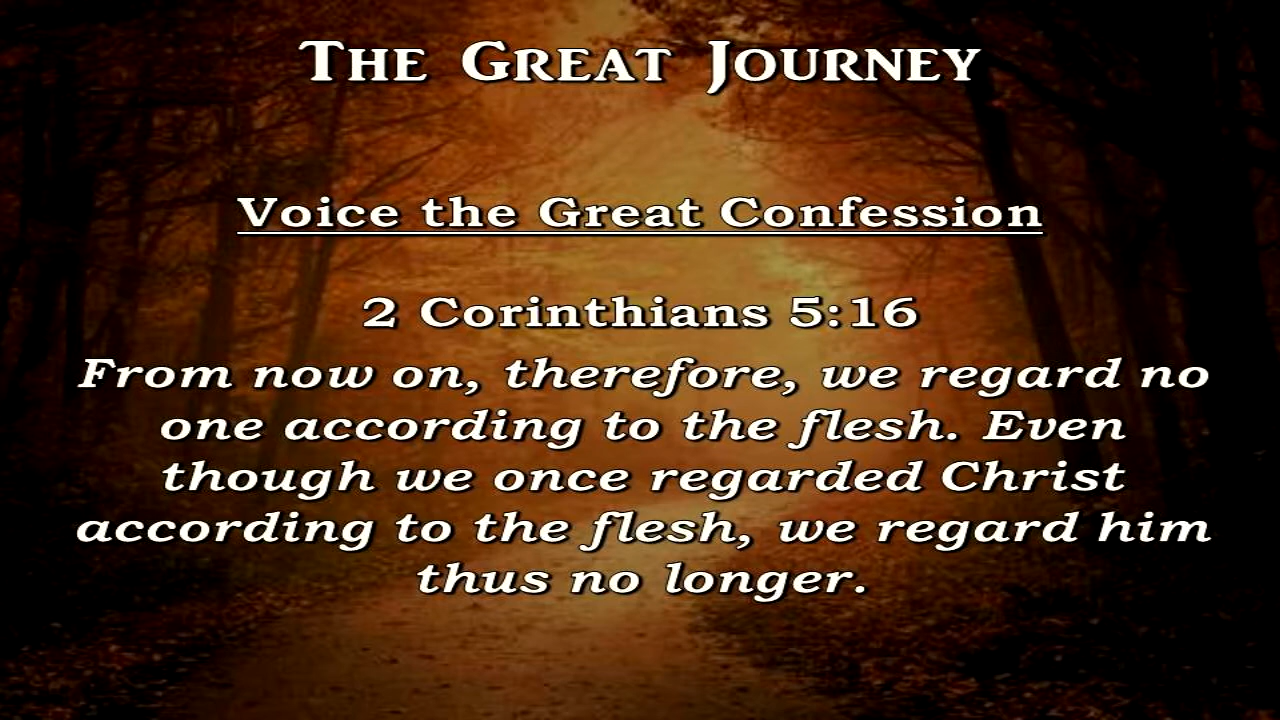 The Great Journey
Voice the Great Confession
2 Corinthians 5:16
From now on, therefore, we regard no
one according to the flesh. Even
though we once regarded Christ
according to the flesh, we regard him
thus no longer.